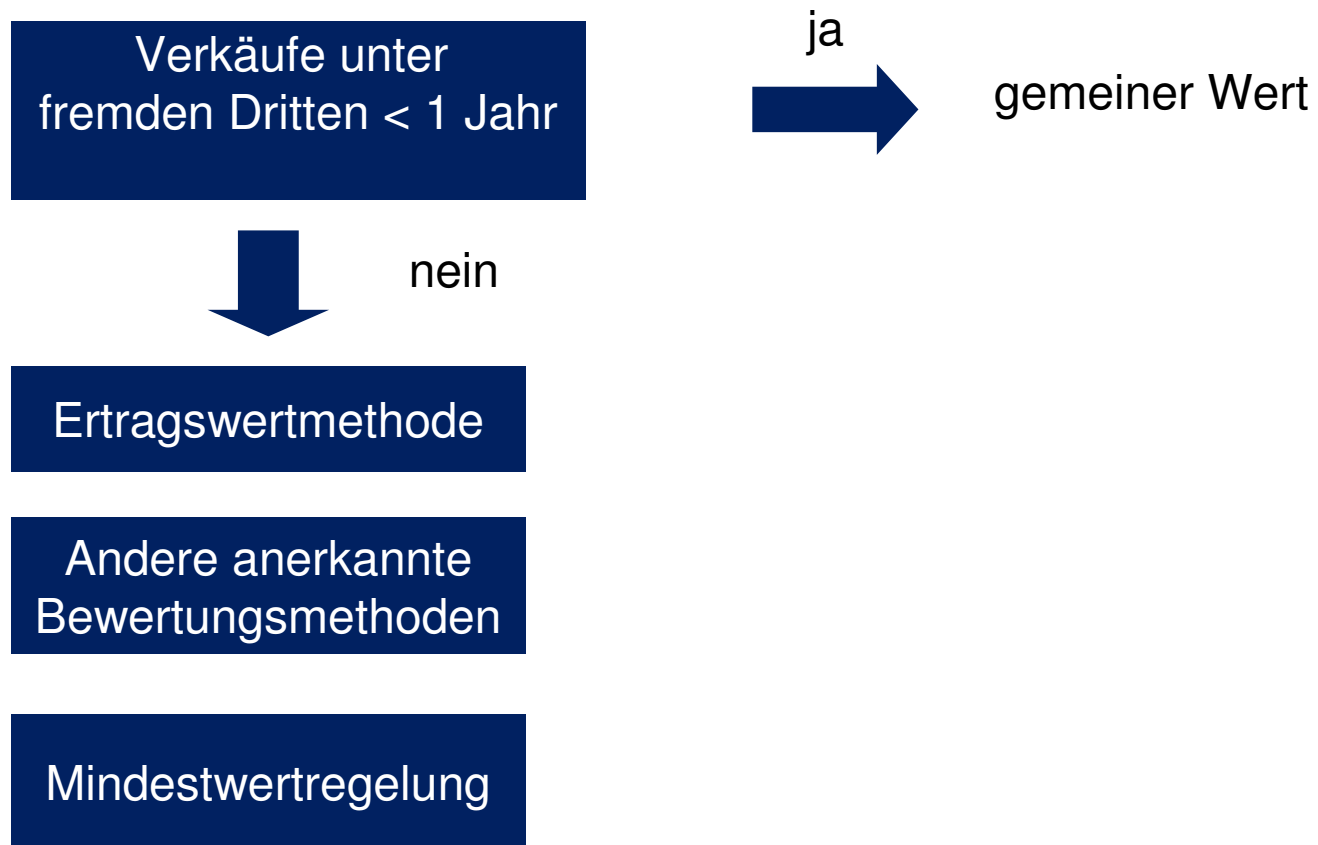 Verkäufe unter
fremden Dritten < 1 Jahr
ja
gemeiner Wert
nein
Ertragswertmethode
Andere anerkannte
Bewertungsmethoden
Mindestwertregelung